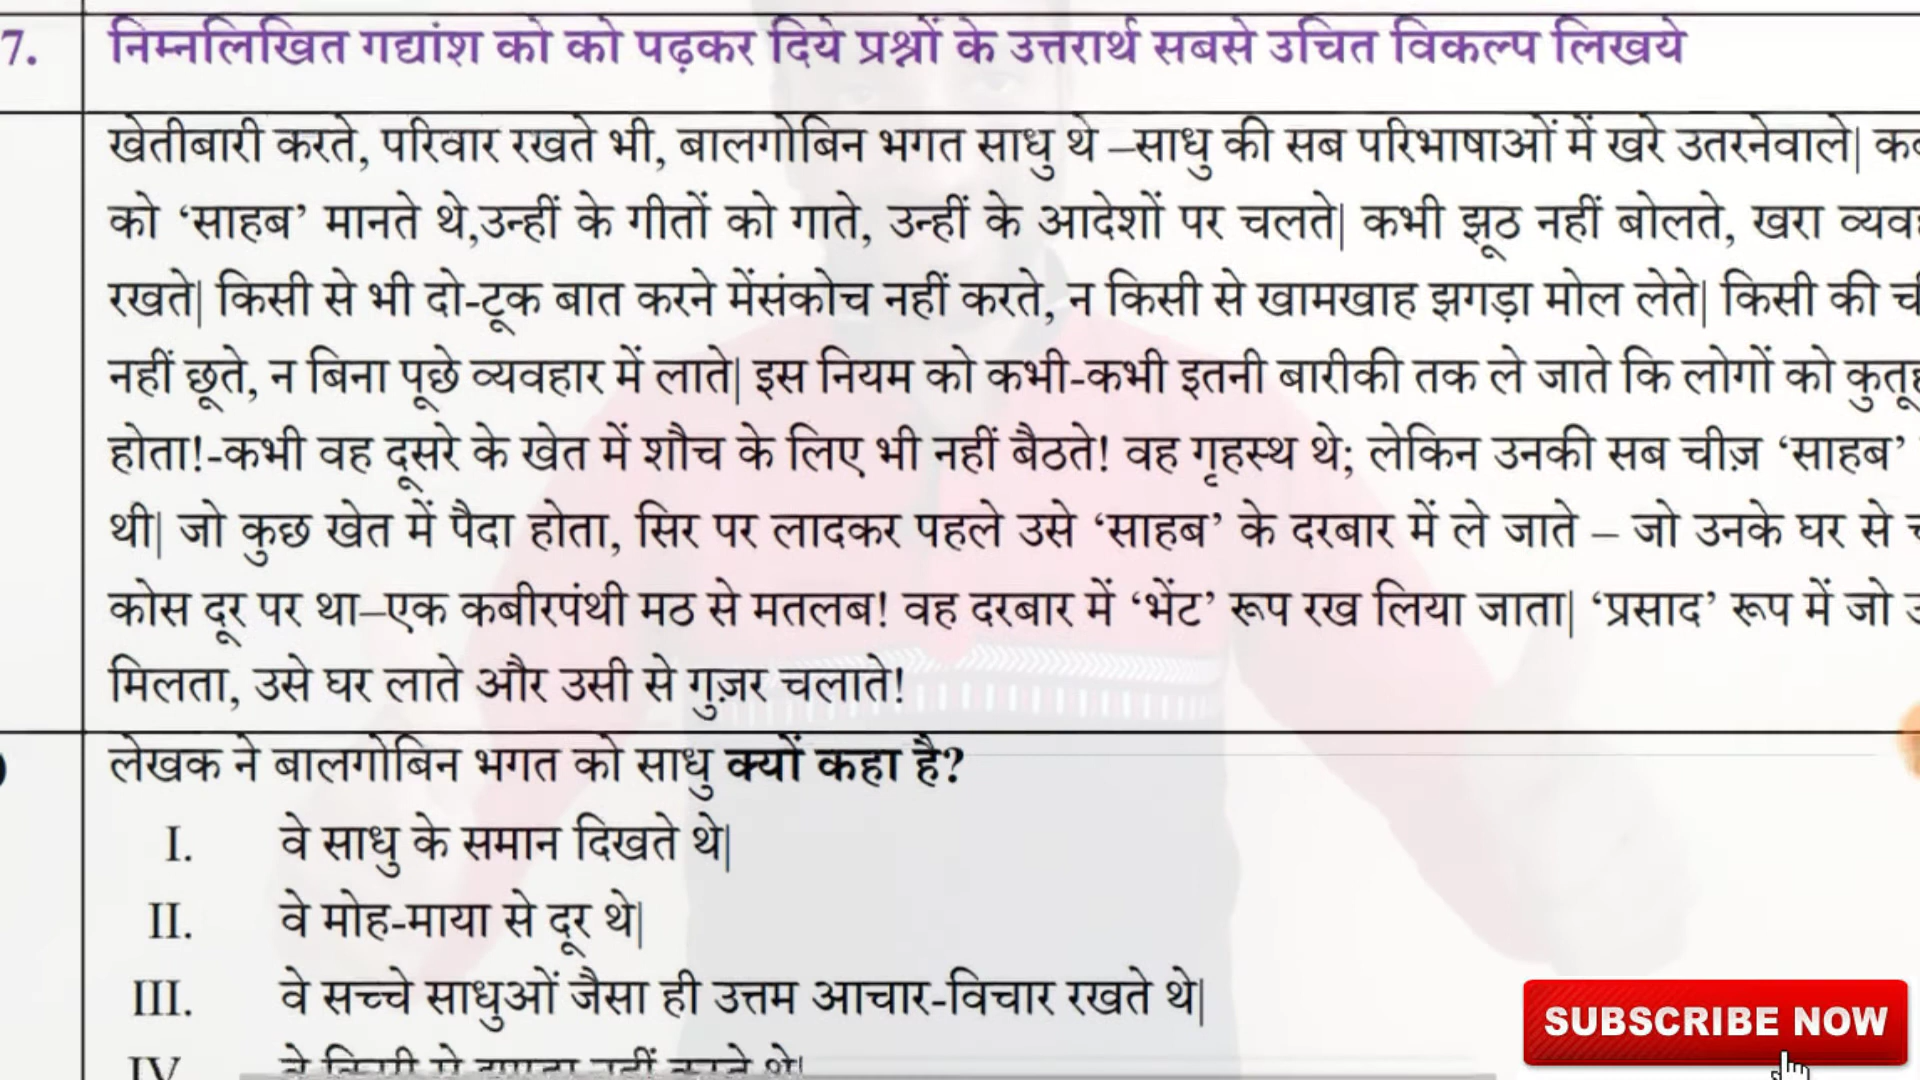 7. निम्नलिखित गद्यांश को को पढ़कर दिये प्रश्नों के उत्तरार्थ सबसे उचित विकल्प लिखये
खेतीबारी करते, परिवार रखते भी, बालगोबिन भगत साधु थे –साधु की सब परिभाषाओं में खरे उतरनेवाले|
को ‘साहब’ मानते थे,उन्हीं के गीतों को गाते, उन्हीं के आदेशों पर चलते| कभी झूठ नहीं बोलते, खरा
रखते| किसी से भी दो-टूक बात करने मेंसंकोच नहीं करते, न किसी से खामखाह झगड़ा मोल लेते| किसी की
नहीं छूते, न बिना पूछे व्यवहार में लाते| इस नियम को कभी-कभी इतनी बारीकी तक ले जाते कि लोगों को
होता!-कभी वह दूसरे के खेत में शौच के लिए भी नहीं बैठते! वह गृहस्थ थे; लेकिन उनकी सब चीज़ ‘साहब’
थी| जो कुछ खेत में पैदा होता, सिर पर लादकर पहले उसे ‘साहब’ के दरबार में ले जाते – जो उनके घर से
कोस दूर पर था–एक कबीरपंथी मठ से मतलब! वह दरबार में ‘भेंट’ रूप रख लिया जाता| ‘प्रसाद’ रूप में जो
मिलता, उसे घर लाते और उसी से गुज़र चलाते!
लेखक ने बालगोबिन भगत को साधु क्यों कहा है?
I. वे साधु के समान दिखते थे|
II. वे मोह-माया से दूर थे|
III. वे सच्चे साधुओं जैसा ही उत्तम आचार-विचार रखते थे|
IV वे किसी से झगड़ा नहीं करते थे|
SUBSCRIBE NOW